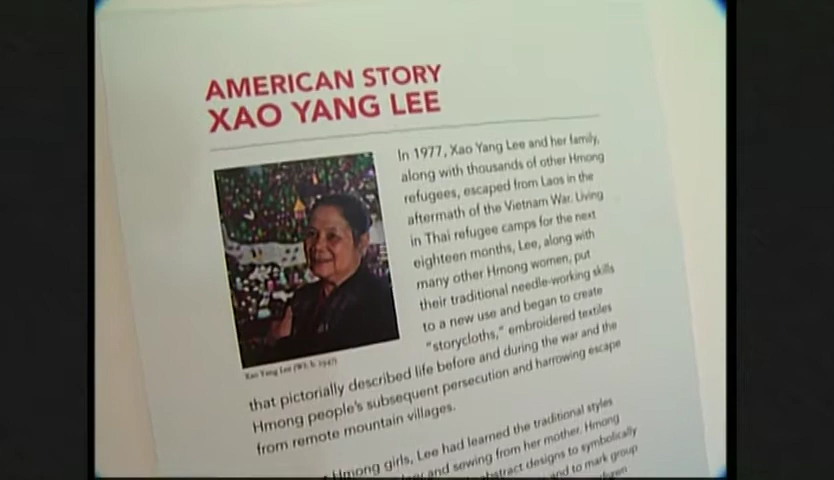 AMERICAN STORY
XAO YANG LEE
In 1977, Xao Yang Lee and her family,
along with thousands of other Hmong
refugees, escaped from Laos in the
aftermath of the Vietnam War. Living
in Thai refugee camps for the next
eighteen months, Lee, along with
many other Hmong women, put
their traditional needle-working skills
to a new use and began to create
"storycloths," embroidered textiles
Xao Yang Lee (WI; b. 1947)
that pictorially described life before and during the war and the
Hmong people's subsequent persecution and harrowing escape
from remote mountain villages.
Hmong girls, Lee had learned the traditional styles
and sewing from her mother. Hmong
abstract designs to symbolically
and to mark group